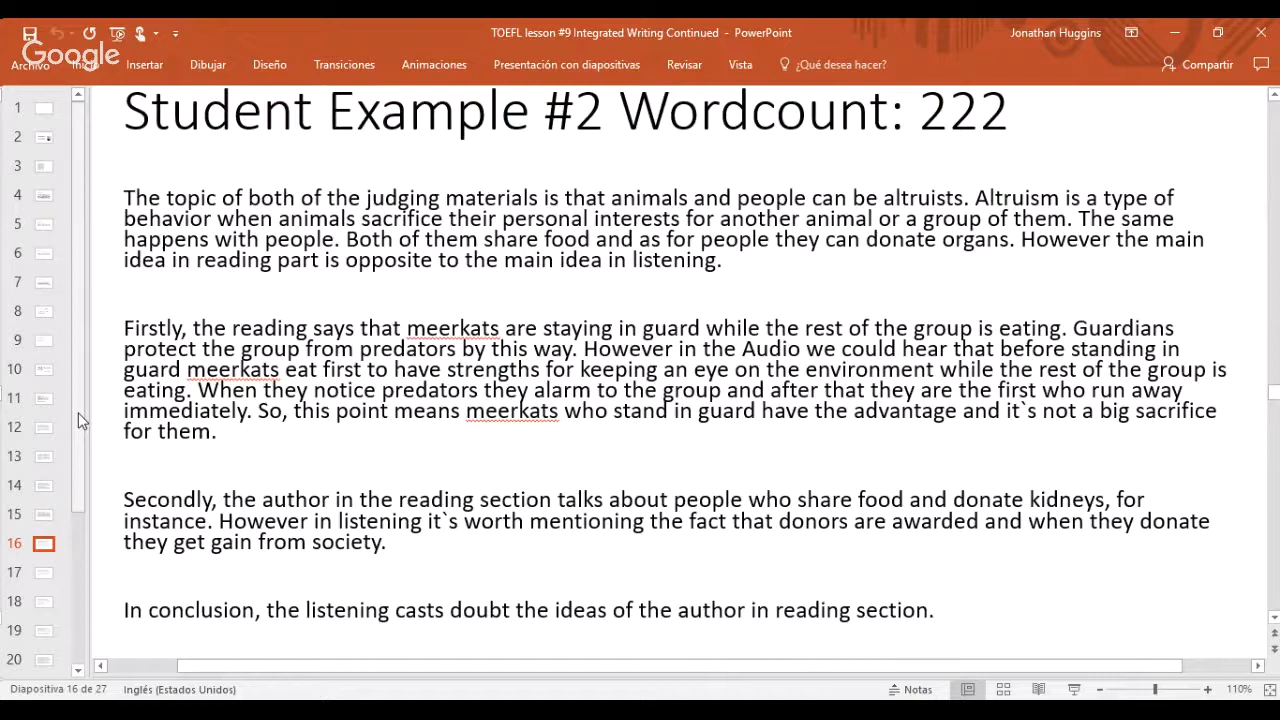 TOEFL lesson #9 Integrated Writing Continued - PowerPoint
Jonathan Huggins
Google
Archivo
Insertar
Dibujar
Diseño
Transiciones
Animaciones
Presentación con diapositivas
Revisar
Vista
¿Qué desea hacer?
Compartir
Student Example #2 Wordcount: 222
The topic of both of the judging materials is that animals and people can be altruists. Altruism is a type of
behavior when animals sacrifice their personal interests for another animal or a group of them. The same
happens with people. Both of them share food and as for people they can donate organs. However the main
idea in reading part is opposite to the main idea in listening.
Firstly, the reading says that meerkats are staying in guard while the rest of the group is eating. Guardians
protect the group from predators by this way. However in the Audio we could hear that before standing in
guard meerkats eat first to have strengths for keeping an eye on the environment while the rest of the group is
eating. When they notice predators they alarm to the group and after that they are the first who run away
immediately. So, this point means meerkats who stand in guard have the advantage and it`s not a big sacrifice
for them.
Secondly, the author in the reading section talks about people who share food and donate kidneys, for
instance. However in listening it`s worth mentioning the fact that donors are awarded and when they donate
they get gain from society.
In conclusion, the listening casts doubt the ideas of the author in reading section.
1
2
3
4
5
6
7
8
9
10
11
12
13
14
15
16
17
18
19
20
Diapositiva 16 de 27
Inglés (Estados Unidos)
Notas
110%